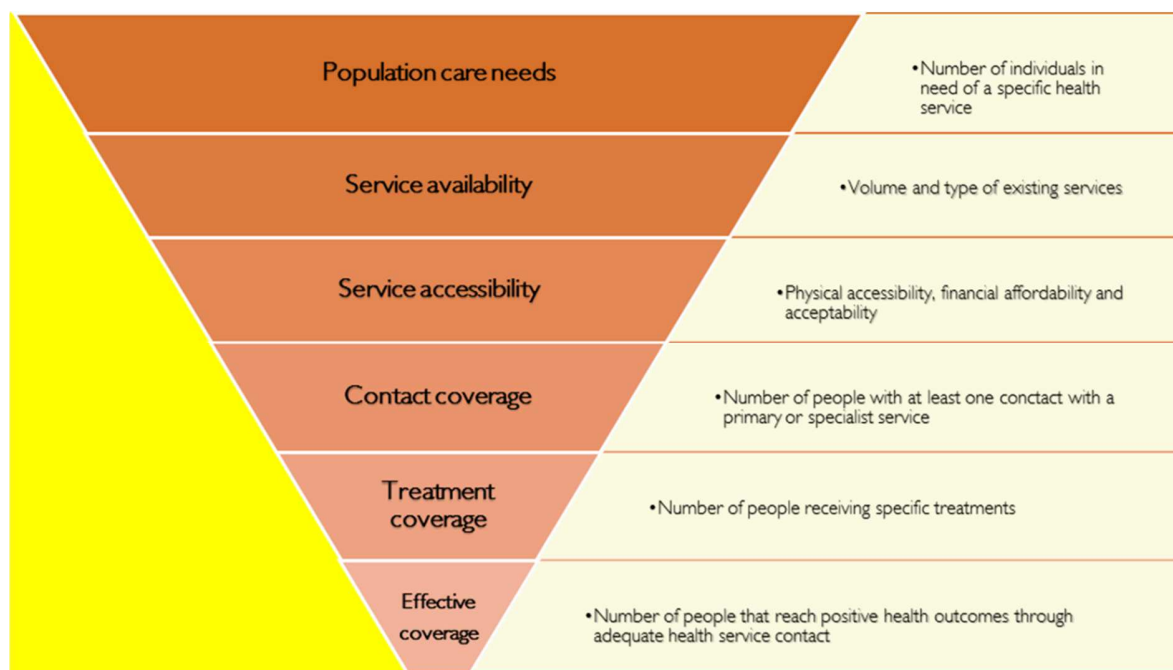 Population care needs
•Number of individuals in
need of a specific health
service
Service availability
•Volume and type of existing services
Service accessibility
•Physical accessibility, financial affordability and
acceptability
Contact coverage
•Number of people with at least one conctact with a
primary or specialist service
Treatment
coverage
•Number of people receiving specific treatments
Effective
coverage
•Number of people that reach positive health outcomes through
adequate health service contact